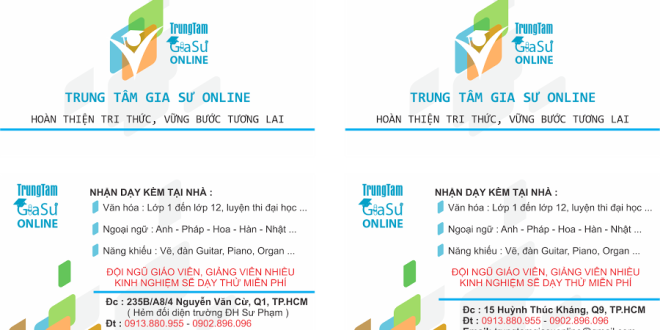 TrungTam
GiaSư
ONLINE
TRUNG TÂM GIA SƯ ONLINE
HOÀN THIỆN TRI THỨC, VỮNG BƯỚC TƯƠNG LAI
TrungTam
GiaSư
ONLINE
TRUNG TÂM GIA SƯ ONLINE
HOÀN THIỆN TRI THỨC, VỮNG BƯỚC TƯƠNG LAI
TrungTam
GiaSư
ONLINE
NHẬN DẠY KÈM TẠI NHÀ :
Văn hóa : Lớp 1 đến lớp 12, luyện thi đại học ...
Ngoại ngữ : Anh - Pháp - Hoa - Hàn - Nhật ...
Năng khiếu : Vẽ, đàn Guitar, Piano, Organ ...
ĐỘI NGŨ GIÁO VIÊN, GIẢNG VIÊN NHIỀU
KINH NGHIỆM SẼ DẠY THỬ MIỄN PHÍ
Đc : 235B/A8/4 Nguyễn Văn Cừ, Q1, TP.HCM
( Hẻm đối diện trường ĐH Sư Phạm )
Đt : 0913.880.955 - 0902.896.096
TrungTam
GiaSư
ONLINE
NHẬN DẠY KÈM TẠI NHÀ :
Văn hóa : Lớp 1 đến lớp 12, luyện thi đại học ...
Ngoại ngữ : Anh - Pháp - Hoa - Hàn - Nhật ...
Năng khiếu : Vẽ, đàn Guitar, Piano, Organ ...
ĐỘI NGŨ GIÁO VIÊN, GIẢNG VIÊN NHIỀU
KINH NGHIỆM SẼ DẠY THỬ MIỄN PHÍ
Đc : 15 Huỳnh Thúc Kháng, Q9, TP.HCM
Đt : 0913.880.955 - 0902.896.096